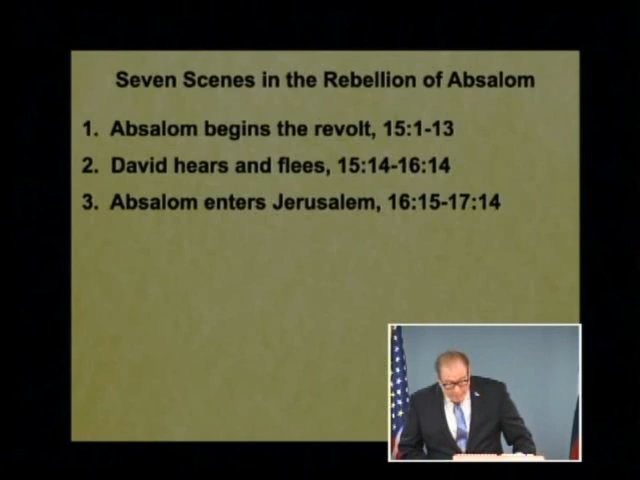 Seven Scenes in the Rebellion of Absalom
1. Absalom begins the revolt, 15:1-13
2. David hears and flees, 15:14-16:14
3. Absalom enters Jerusalem, 16:15-17:14